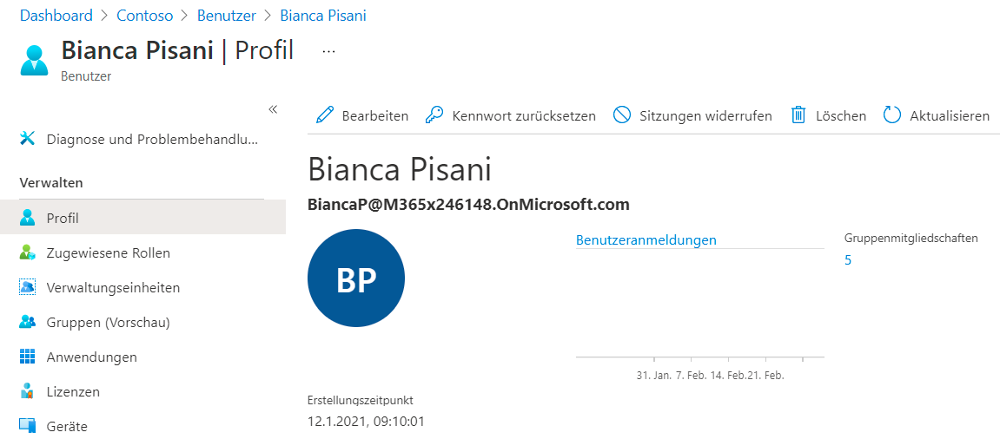 Dashboard > Contoso > Benutzer > Bianca Pisani
Bianca Pisani | Profil ...
Benutzer
«
Bearbeiten Kennwort zurücksetzen Sitzungen widerrufen Löschen Aktualisieren
Diagnose und Problembehandlu...
Verwalten
Profil
Zugewiesene Rollen
Verwaltungseinheiten
Gruppen (Vorschau)
Anwendungen
Lizenzen
Geräte
Bianca Pisani
BiancaP@M365x246148.OnMicrosoft.com
BP
Benutzeranmeldungen
31. Jan. 7. Feb. 14. Feb. 21. Feb.
Gruppenmitgliedschaften
5
Erstellungszeitpunkt
12.1.2021, 09:10:01